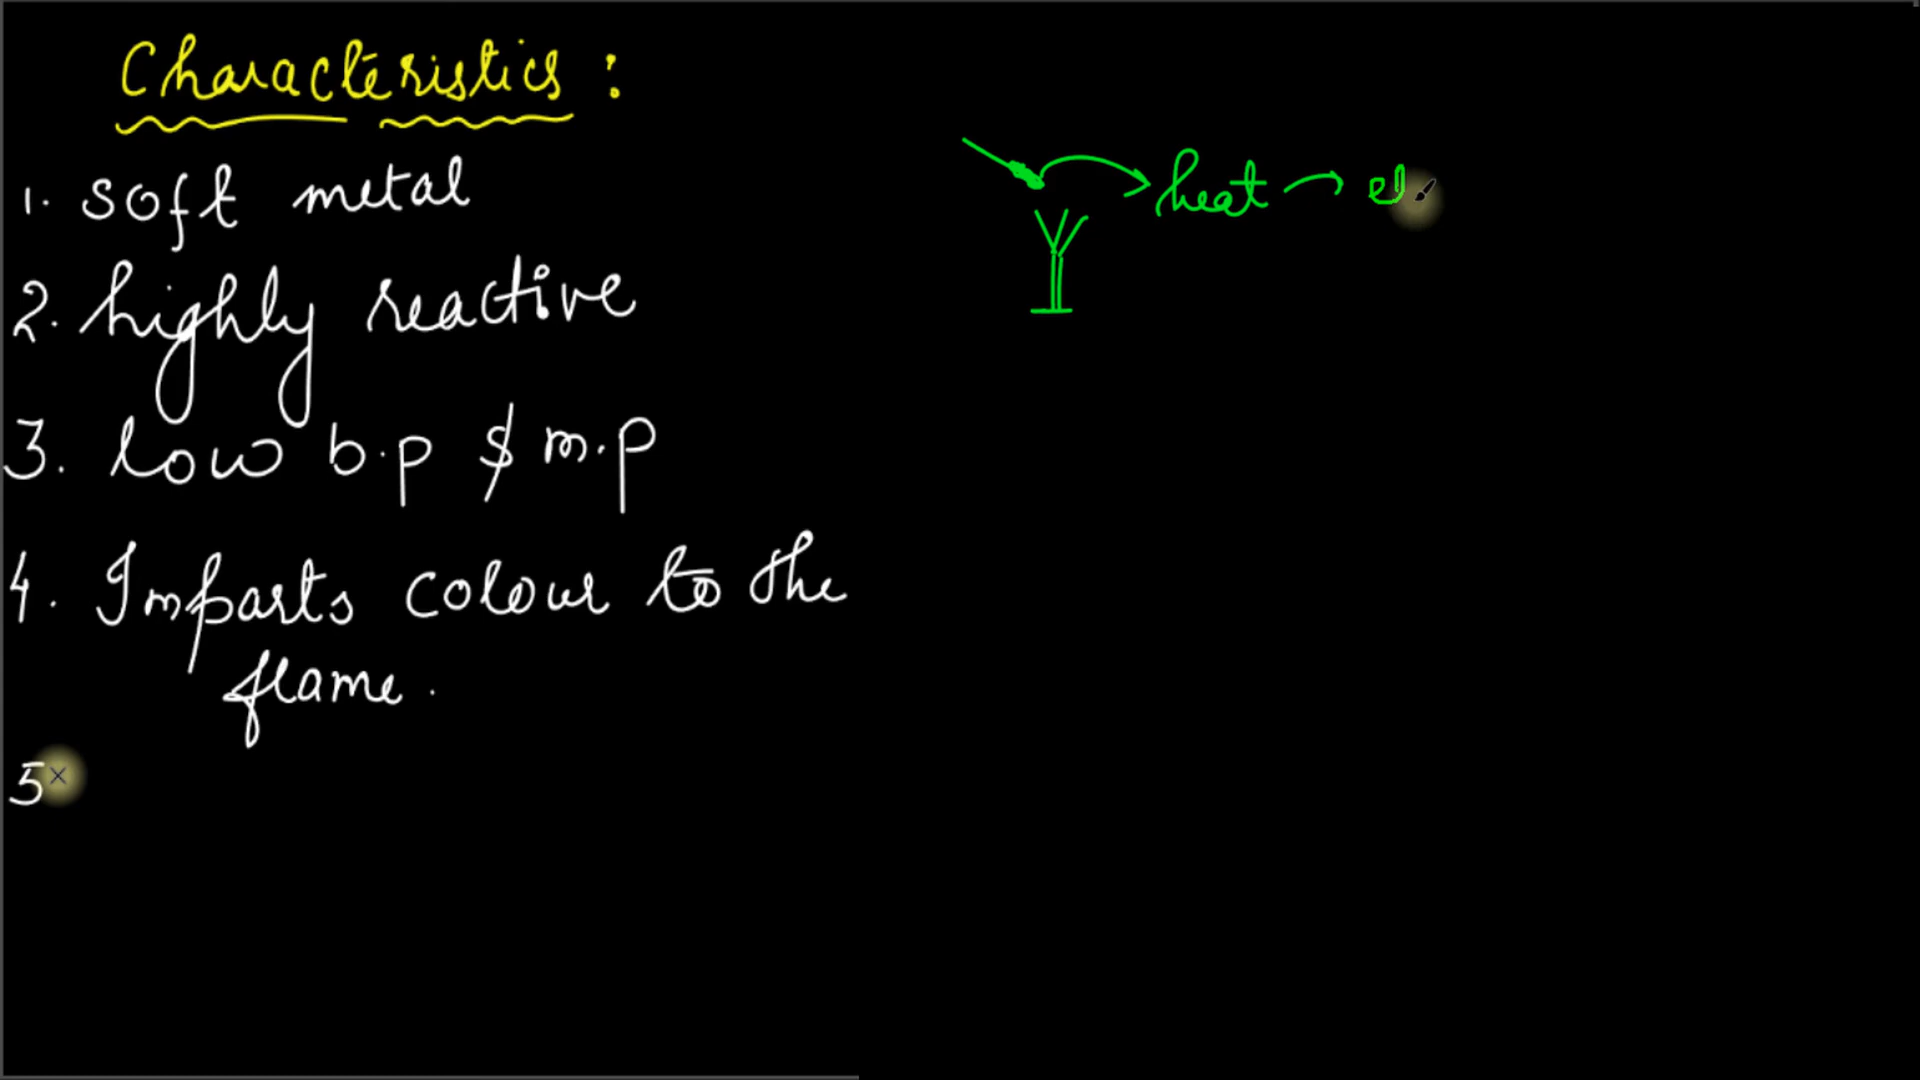 Characteristics :
1. soft metal
2. highly reactive
3. low b.p & m.p
4. Imparts colour to the
flame.
5
heat